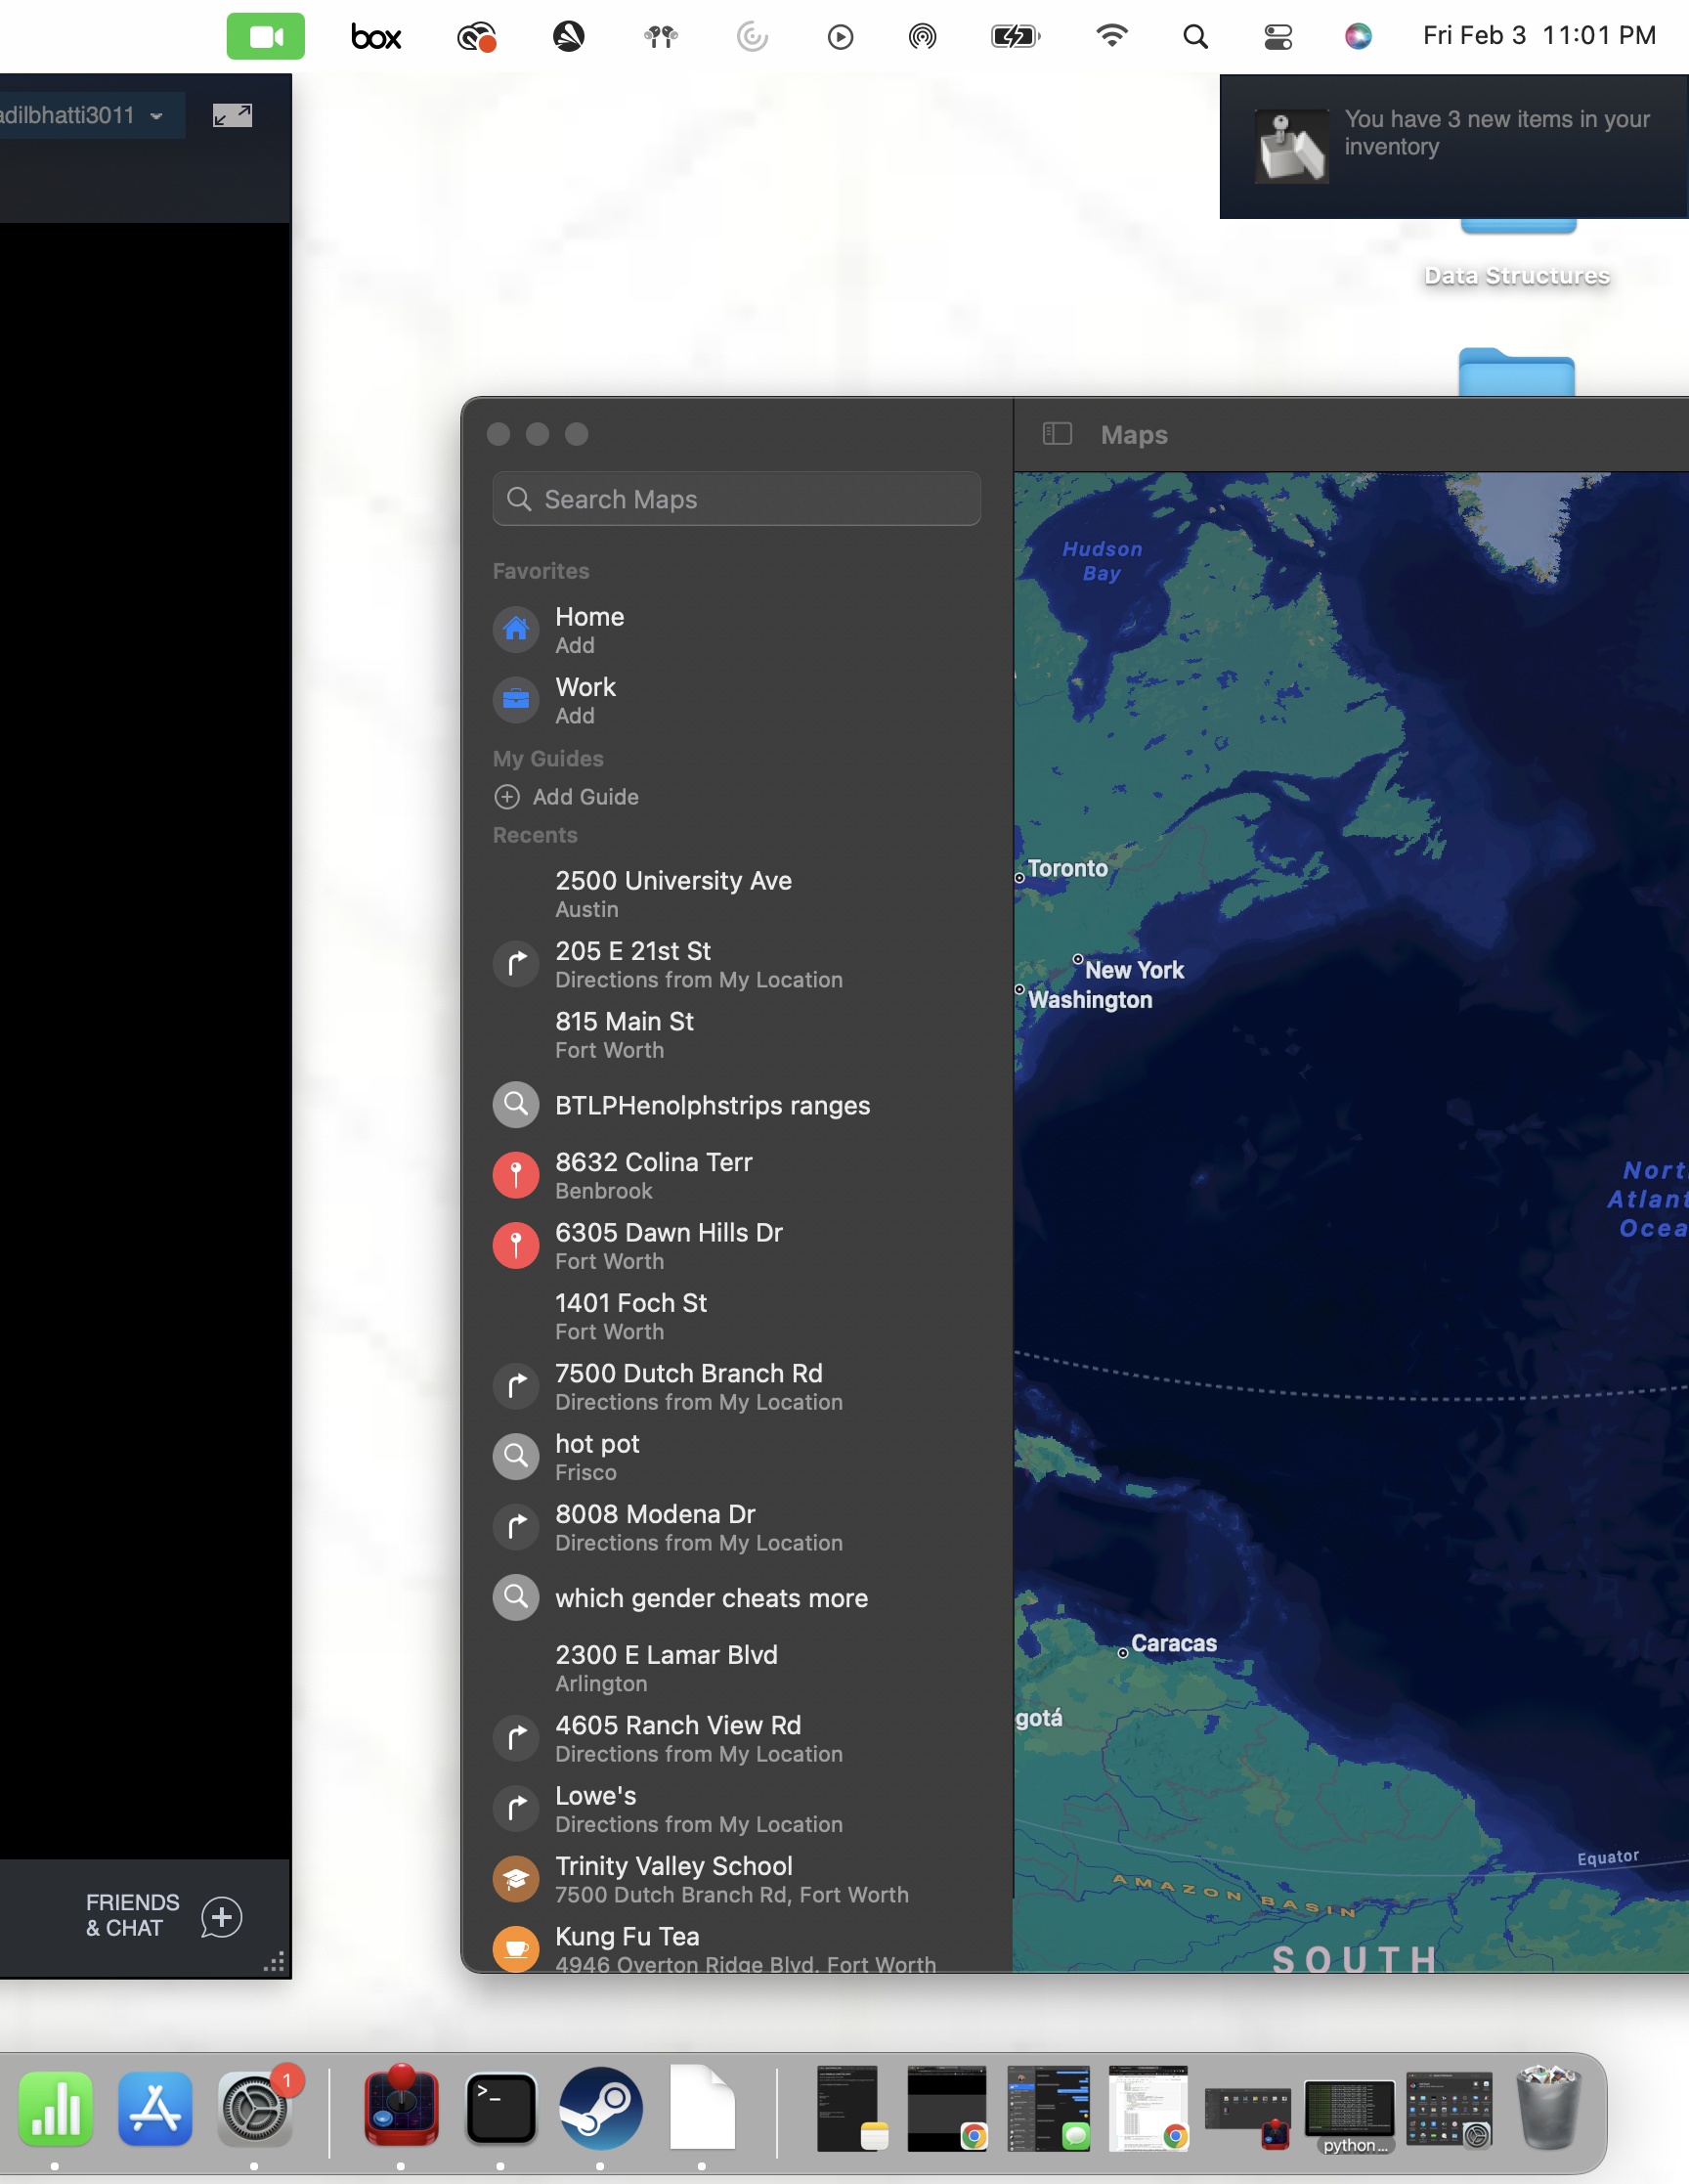 box
Fri Feb 3 11:01 PM
adilbhatti3011
You have 3 new items in your
inventory
Data Structures
Maps
Search Maps
Favorites
Home
Add
Work
Add
My Guides
Add Guide
Recents
2500 University Ave
Austin
205 E 21st St
Directions from My Location
815 Main St
Fort Worth
BTLPHenolphstrips ranges
8632 Colina Terr
Benbrook
6305 Dawn Hills Dr
Fort Worth
1401 Foch St
Fort Worth
7500 Dutch Branch Rd
Directions from My Location
hot pot
Frisco
8008 Modena Dr
Directions from My Location
which gender cheats more
2300 E Lamar Blvd
Arlington
4605 Ranch View Rd
Directions from My Location
Lowe's
Directions from My Location
Trinity Valley School
7500 Dutch Branch Rd, Fort Worth
Kung Fu Tea
4946 Overton Ridge Blvd, Fort Worth
Hudson
Bay
Toronto
New York
Washington
Nort
Atlant
Ocea
Caracas
gotá
Equator
AMAZON BASIN
SOUTH
FRIENDS
& CHAT
1
>_
python...